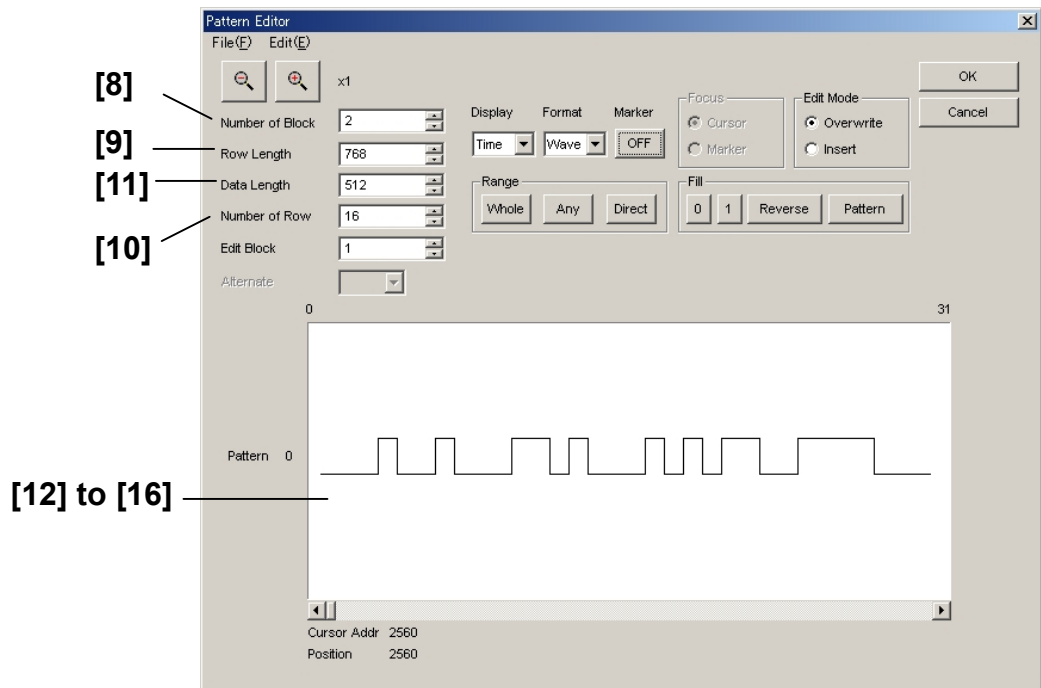 Pattern Editor
File(F) Edit(E)
x1
OK
Cancel
[8]
Number of Block 2
[9]
Row Length 768
[11]
Data Length 512
[10]
Number of Row 16
Edit Block 1
Alternate
Display Format Marker
Time Wave OFF
Focus
Cursor
Marker
Edit Mode
Overwrite
Insert
Range
Whole Any Direct
Fill
0 1 Reverse Pattern
0 31
Pattern 0
[12] to [16]
Cursor Addr 2560
Position 2560